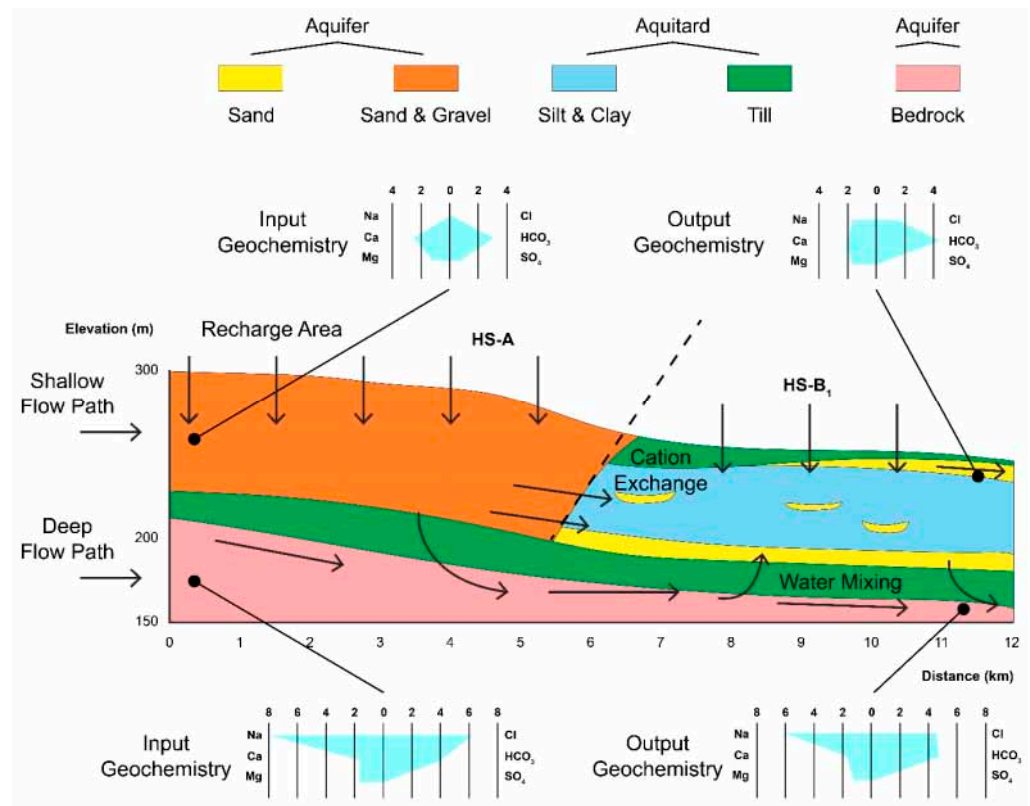 Aquifer Aquitard Aquifer
Sand Sand & Gravel Silt & Clay Till Bedrock
4 2 0 2 4
4 2 0 2 4
Input
Geochemistry
Na Cl
Ca HCO₃
Mg SO₄
Output
Geochemistry
Na Cl
Ca HCO₃
Mg SO₄
Elevation (m)
Recharge Area
HS-A
300
Shallow
Flow Path
HS-B₁
Cation
Exchange
200
Deep
Flow Path
Water Mixing
150
0 1 2 3 4 5 6 7 8 9 10 11 12
Distance (km)
8 6 4 2 0 2 4 6 8
8 6 4 2 0 2 4 6 8
Input
Geochemistry
Na Cl
Ca HCO₃
Mg SO₄
Output
Geochemistry
Na Cl
Ca HCO₃
Mg SO₄